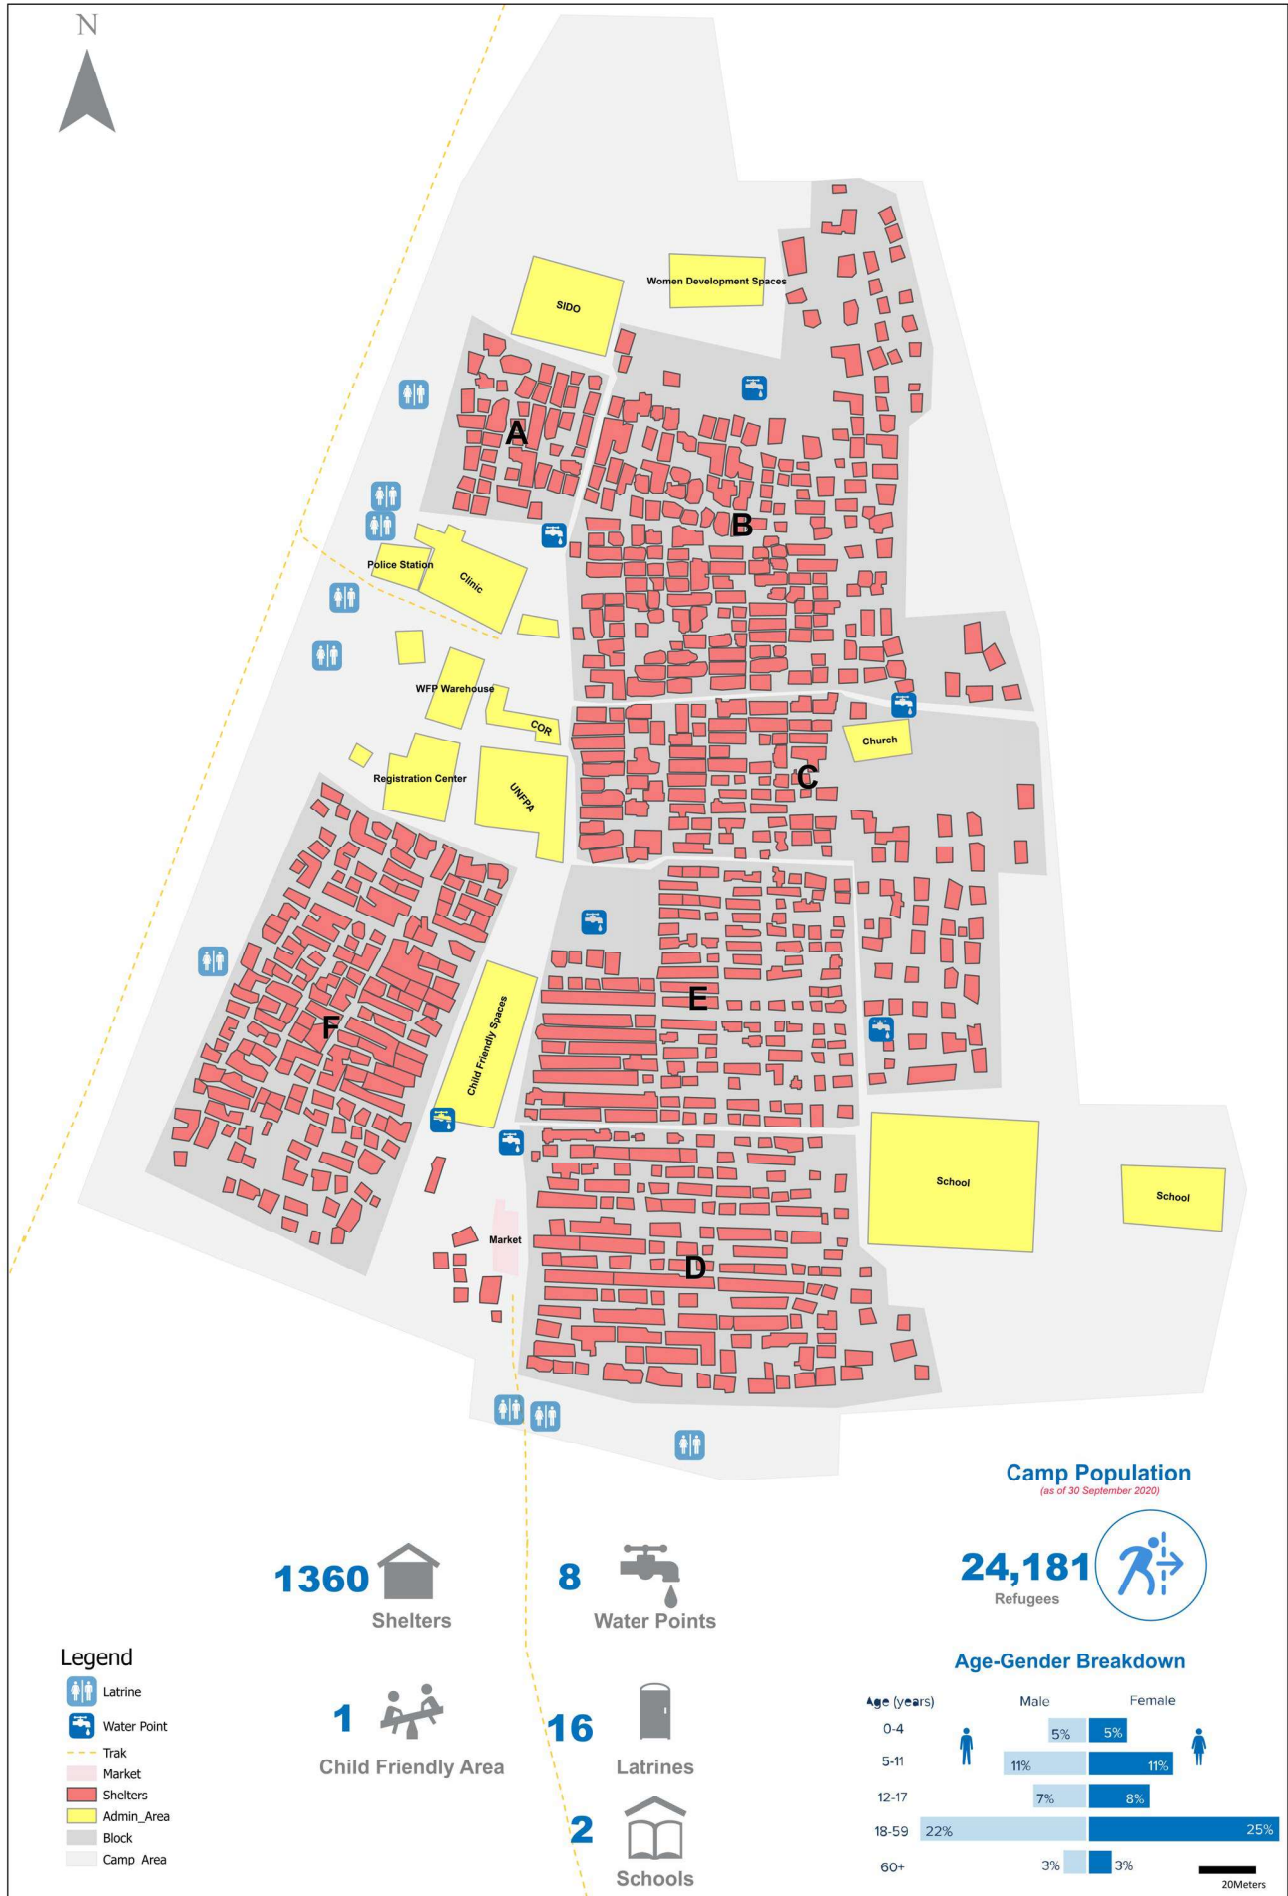 N
SIDO
Women Development Spaces
A
B
Police Station
Clinic
WFP Warehouse
COR
Church
Registration Center
UNFPA
C
E
F
Child Friendly Spaces
School
School
Market
D
Camp Population
(as of 30 September 2020)
24,181
Refugees
1360
Shelters
8
Water Points
1
Child Friendly Area
16
Latrines
2
Schools
Legend
Latrine
Water Point
Trak
Market
Shelters
Admin_Area
Block
Camp_Area
Age-Gender Breakdown
Age (years) Male Female
0-4 5% 5%
5-11 11% 11%
12-17 7% 8%
18-59 22% 25%
60+ 3% 3%
20Meters